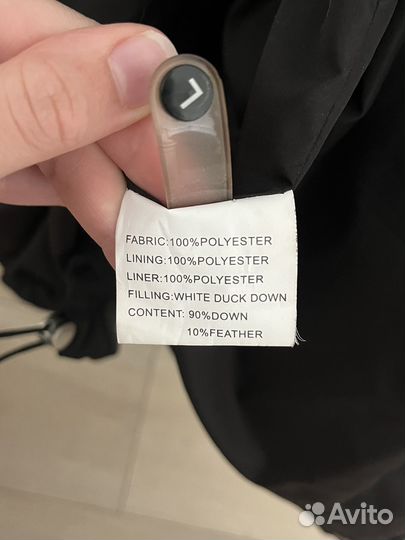 FABRIC:100%POLYESTER
LINING:100%POLYESTER
LINER:100%POLYESTER
FILLING:WHITE DUCK DOWN
CONTENT: 90%DOWN
10%FEATHER
Avito